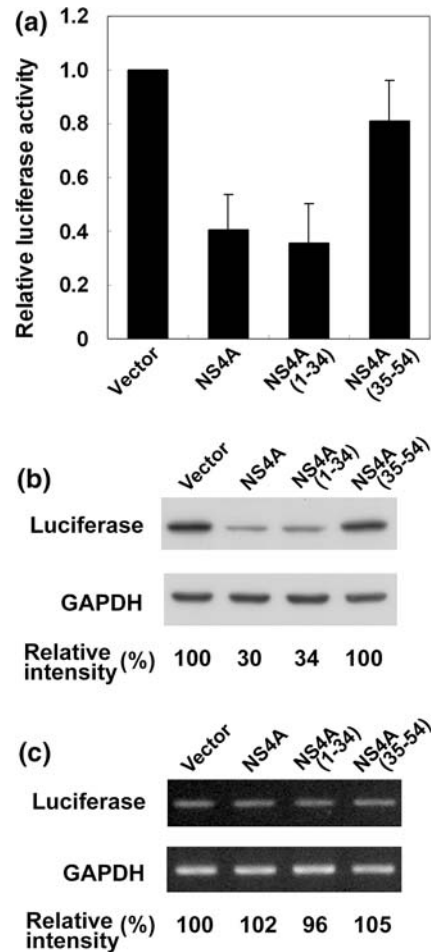 (a)
Relative luciferase activity
1.2
1.0
0.8
0.6
0.4
0.2
0
Vector
NS4A
NS4A
(1-34)
NS4A
(35-54)
(b)
Vector
NS4A
NS4A
(1-34)
NS4A
(35-54)
Luciferase
GAPDH
Relative intensity (%) 100 30 34 100
(c)
Vector
NS4A
NS4A
(1-34)
NS4A
(35-54)
Luciferase
GAPDH
Relative intensity (%) 100 102 96 105